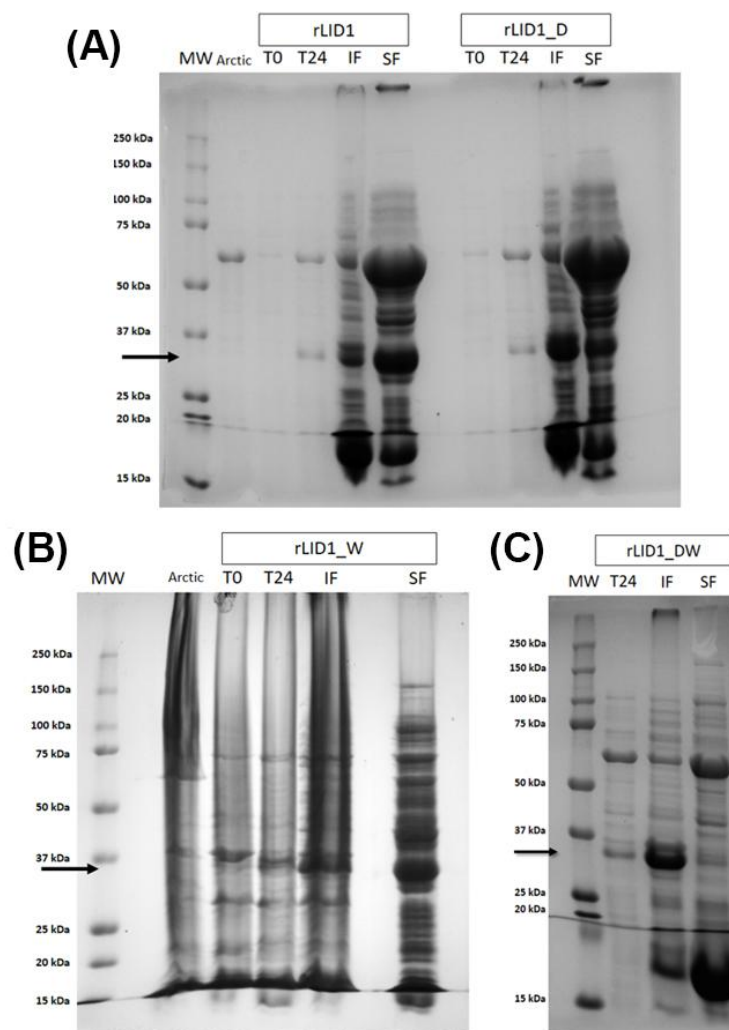 (A)
rLID1 rLID1_D
MW Arctic T0 T24 IF SF T0 T24 IF SF
250 kDa
150 kDa
100 kDa
75 kDa
50 kDa
37 kDa
25 kDa
20 kDa
15 kDa
(B)
rLID1_W
MW Arctic T0 T24 IF SF
250 kDa
150 kDa
100 kDa
75 kDa
50 kDa
37 kDa
25 kDa
20 kDa
15 kDa
(C)
rLID1_DW
MW T24 IF SF
250 kDa
150 kDa
100 kDa
75 kDa
50 kDa
37 kDa
25 kDa
20 kDa
15 kDa